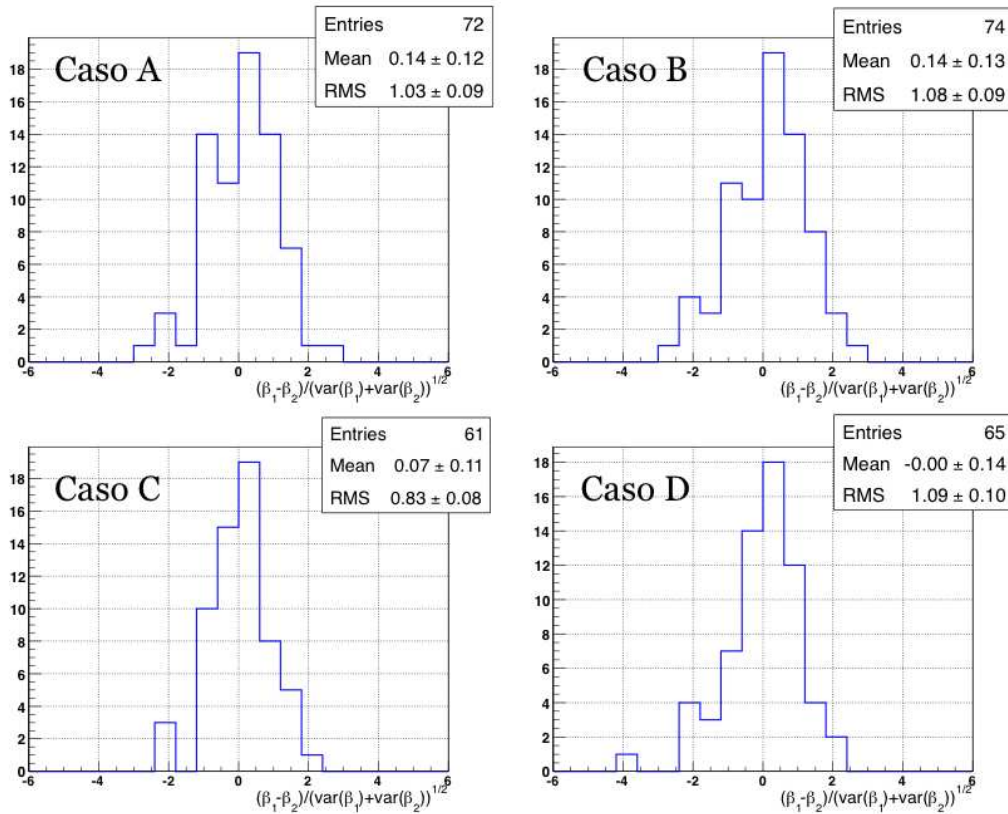 Caso A
Entries 72
Mean 0.14 ± 0.12
RMS 1.03 ± 0.09
18
16
14
12
10
8
6
4
2
0
-6 -4 -2 0 2 4 6
(β₁-β₂)/(var(β₁)+var(β₂))^1/2
Caso B
Entries 74
Mean 0.14 ± 0.13
RMS 1.08 ± 0.09
18
16
14
12
10
8
6
4
2
0
-6 -4 -2 0 2 4 6
(β₁-β₂)/(var(β₁)+var(β₂))^1/2
Caso C
Entries 61
Mean 0.07 ± 0.11
RMS 0.83 ± 0.08
18
16
14
12
10
8
6
4
2
0
-6 -4 -2 0 2 4 6
(β₁-β₂)/(var(β₁)+var(β₂))^1/2
Caso D
Entries 65
Mean -0.00 ± 0.14
RMS 1.09 ± 0.10
18
16
14
12
10
8
6
4
2
0
-6 -4 -2 0 2 4 6
(β₁-β₂)/(var(β₁)+var(β₂))^1/2